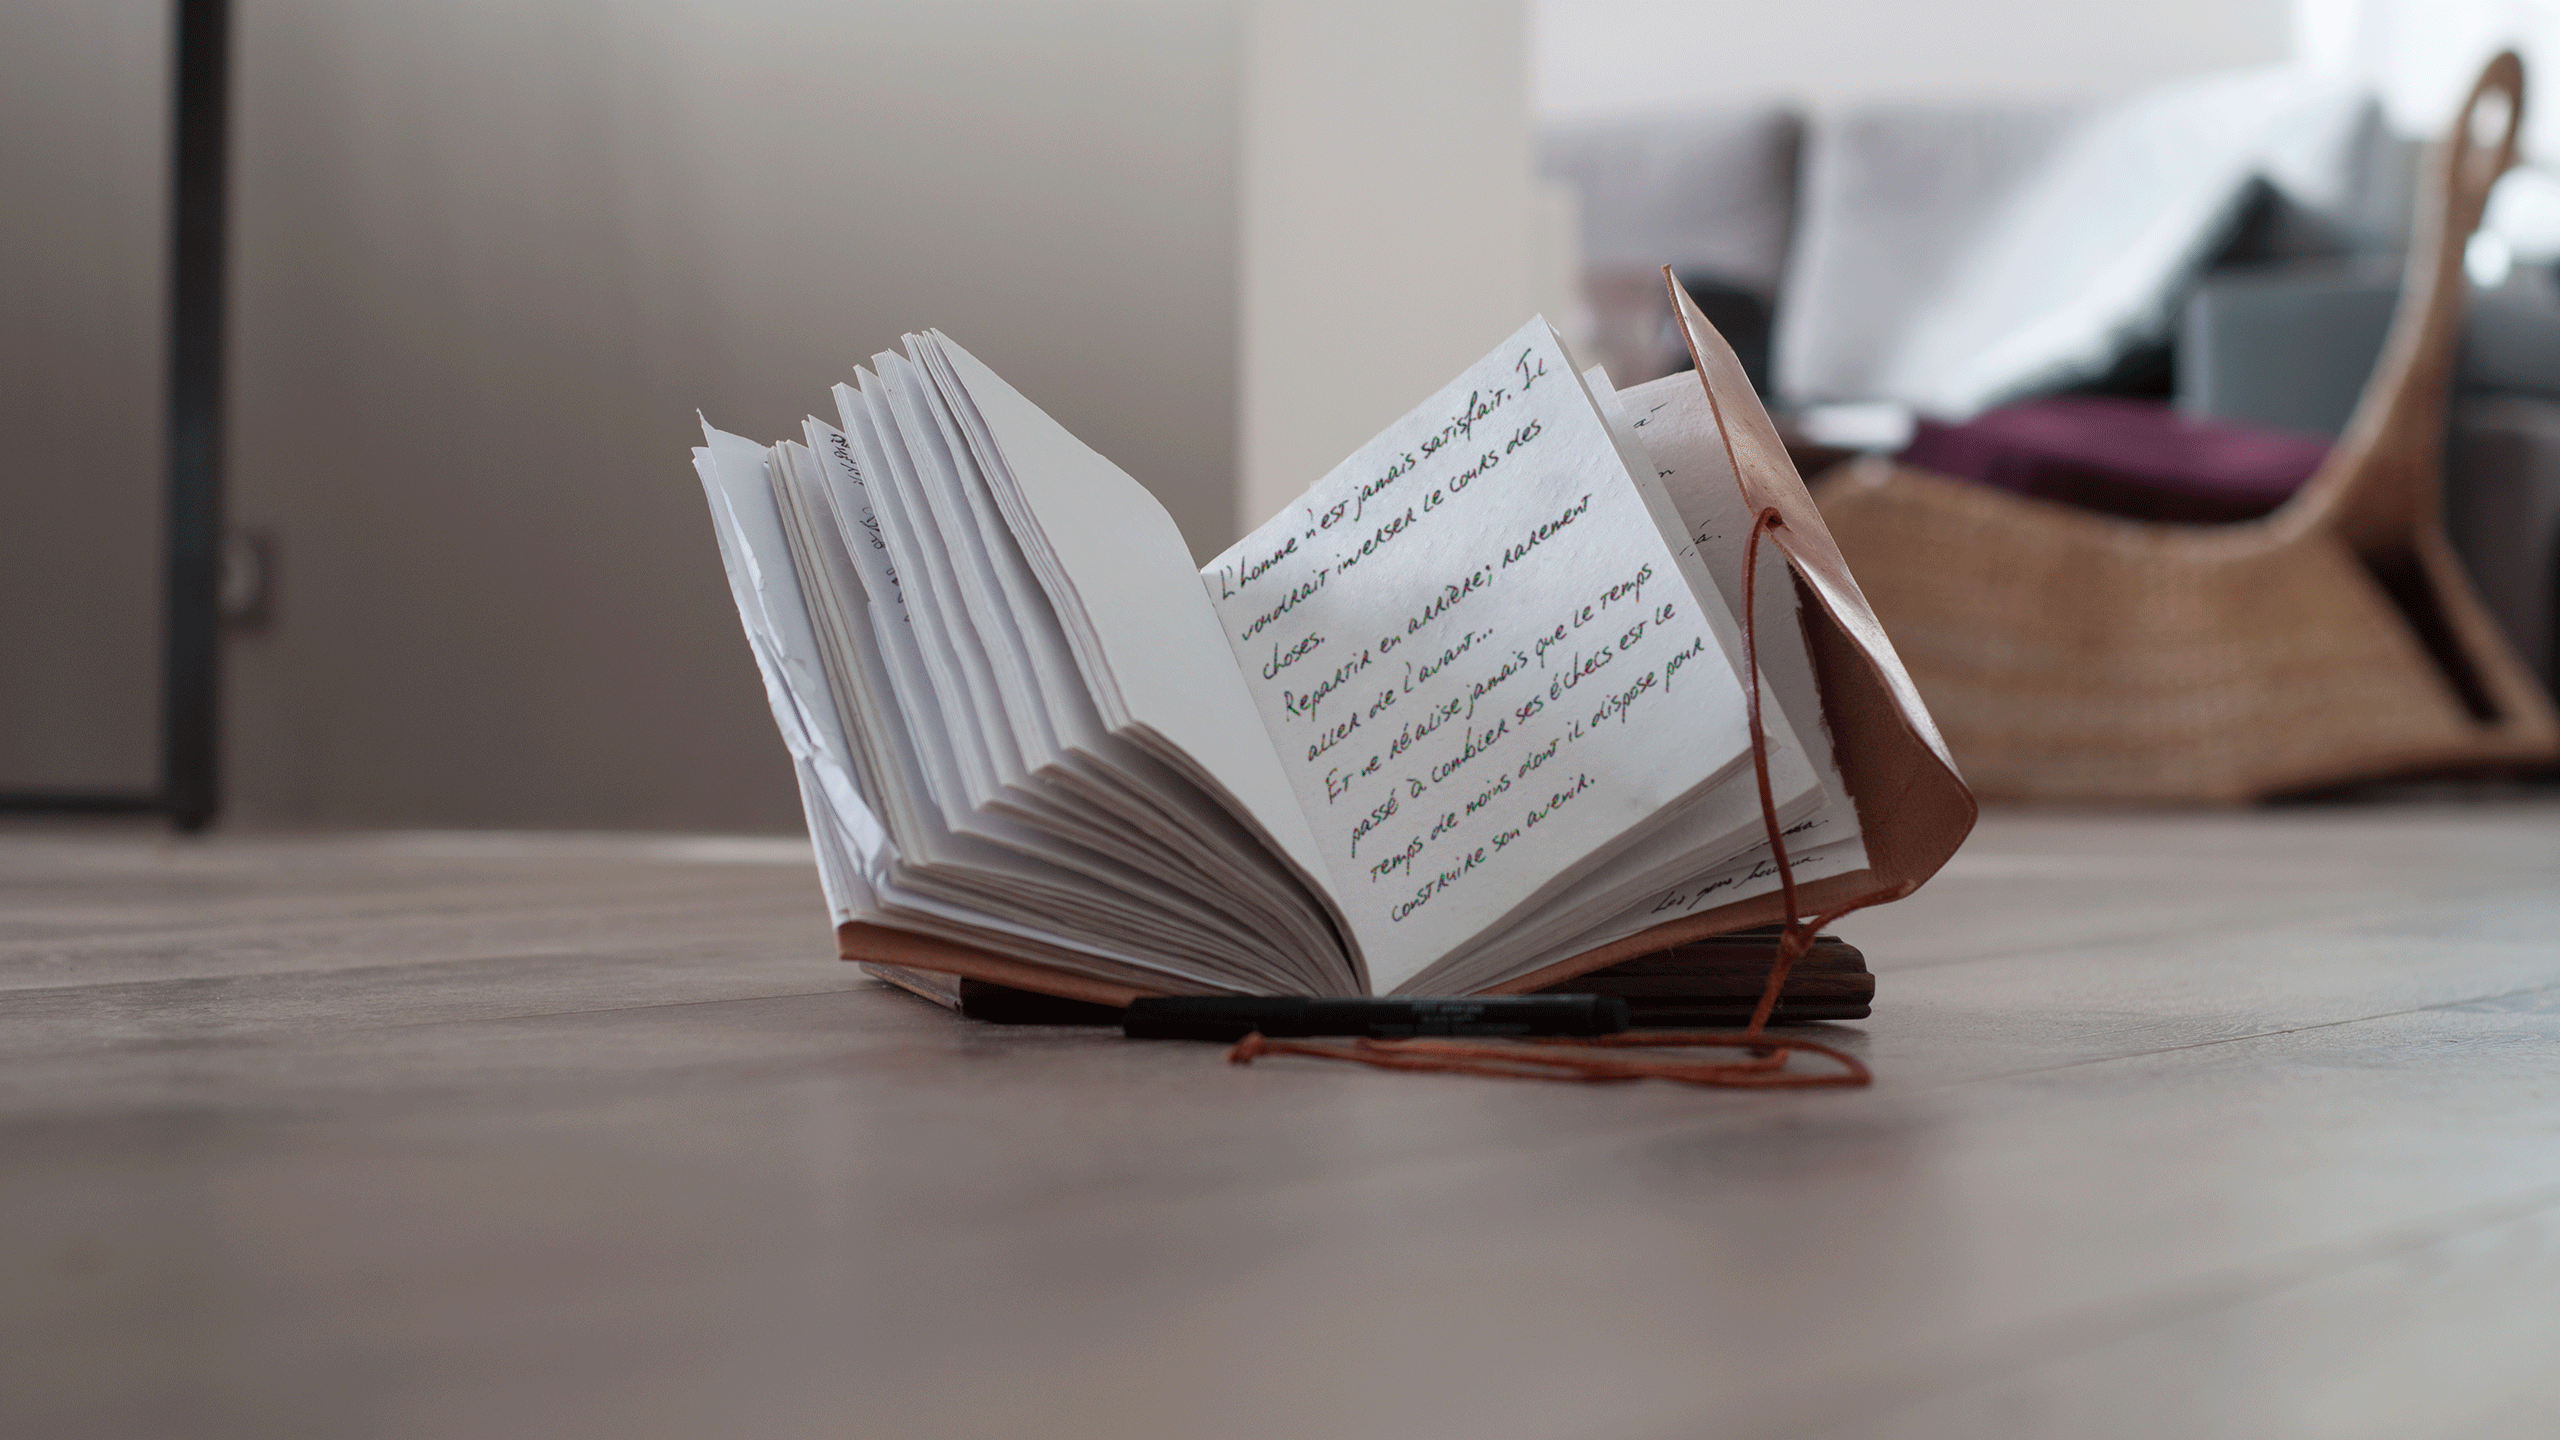 L'homme n'est jamais satisfait. Il
voudrait inverser le cours des
choses.
Repartir en arrière; rarement
aller de l'avant...
Et ne réalise jamais que le temps
passé à combler ses échecs est le
temps de moins dont il dispose pour
construire son avenir.
Les gens